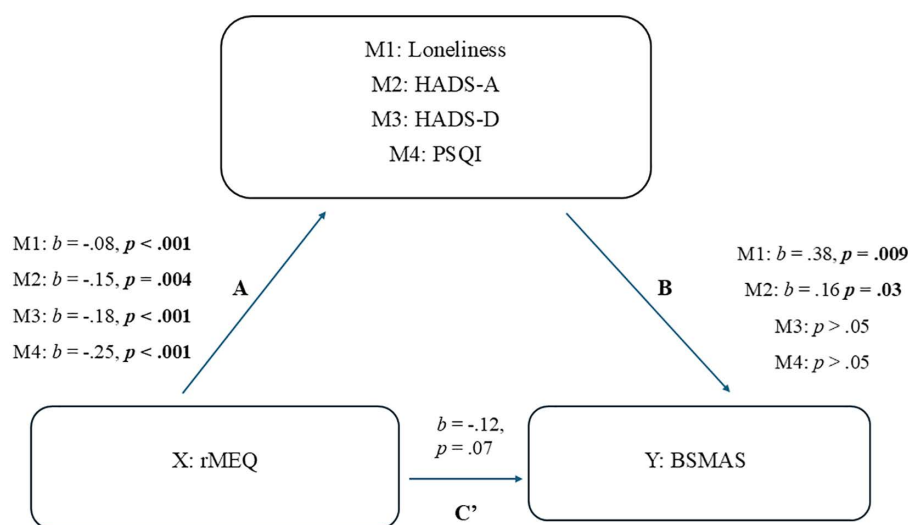 M1: Loneliness
M2: HADS-A
M3: HADS-D
M4: PSQI
M1: b = -.08, p < .001
M2: b = -.15, p = .004
M3: b = -.18, p < .001
M4: b = -.25, p < .001
A
B
M1: b = .38, p = .009
M2: b = .16 p = .03
M3: p > .05
M4: p > .05
X: rMEQ
b = -.12,
p = .07
C’
Y: BSMAS